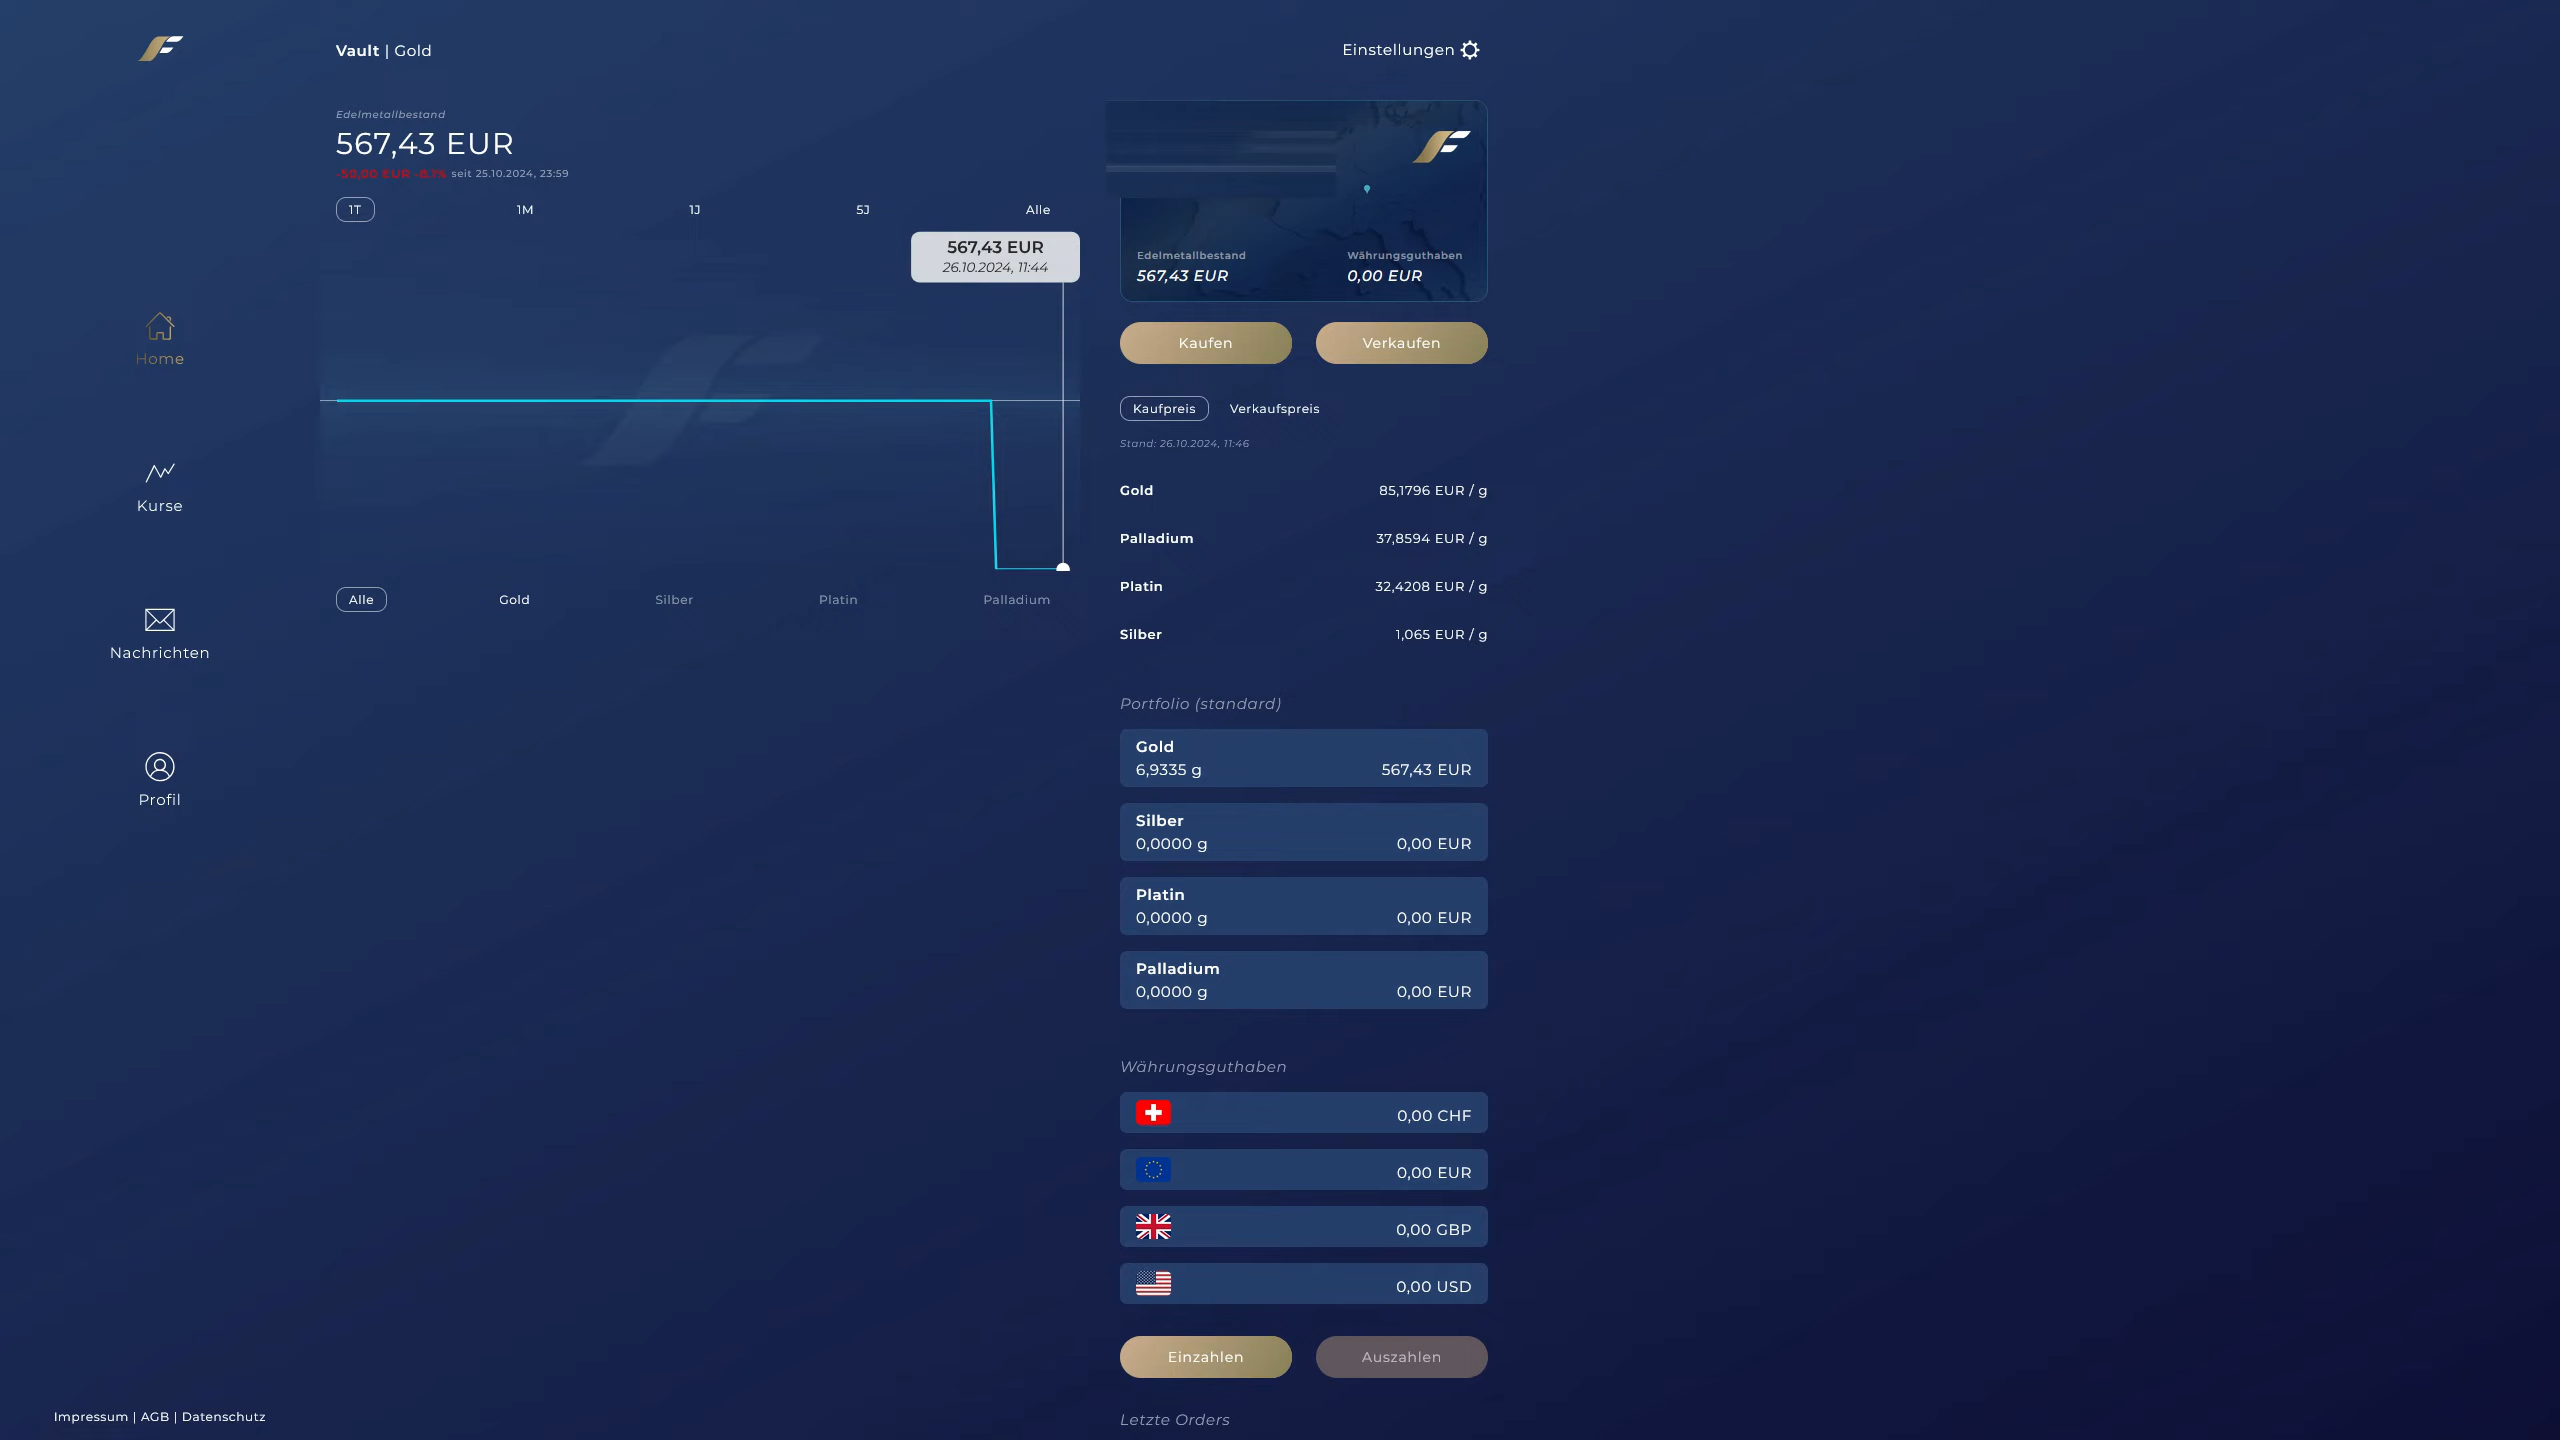 Vault | Gold
Einstellungen
Edelmetallbestand
567,43 EUR
-50,00 EUR -8.1% seit 25.10.2024, 23:59
1T 1M 1J 5J Alle
567,43 EUR
26.10.2024, 11:44
Alle Gold Silber Platin Palladium
Home
Kurse
Nachrichten
Profil
Impressum | AGB | Datenschutz
Edelmetallbestand Währungsguthaben
567,43 EUR 0,00 EUR
Kaufen Verkaufen
Kaufpreis Verkaufspreis
Stand: 26.10.2024, 11:46
Gold 85,1796 EUR / g
Palladium 37,8594 EUR / g
Platin 32,4208 EUR / g
Silber 1,065 EUR / g
Portfolio (standard)
Gold
6,9335 g 567,43 EUR
Silber
0,0000 g 0,00 EUR
Platin
0,0000 g 0,00 EUR
Palladium
0,0000 g 0,00 EUR
Währungsguthaben
0,00 CHF
0,00 EUR
0,00 GBP
0,00 USD
Einzahlen Auszahlen
Letzte Orders